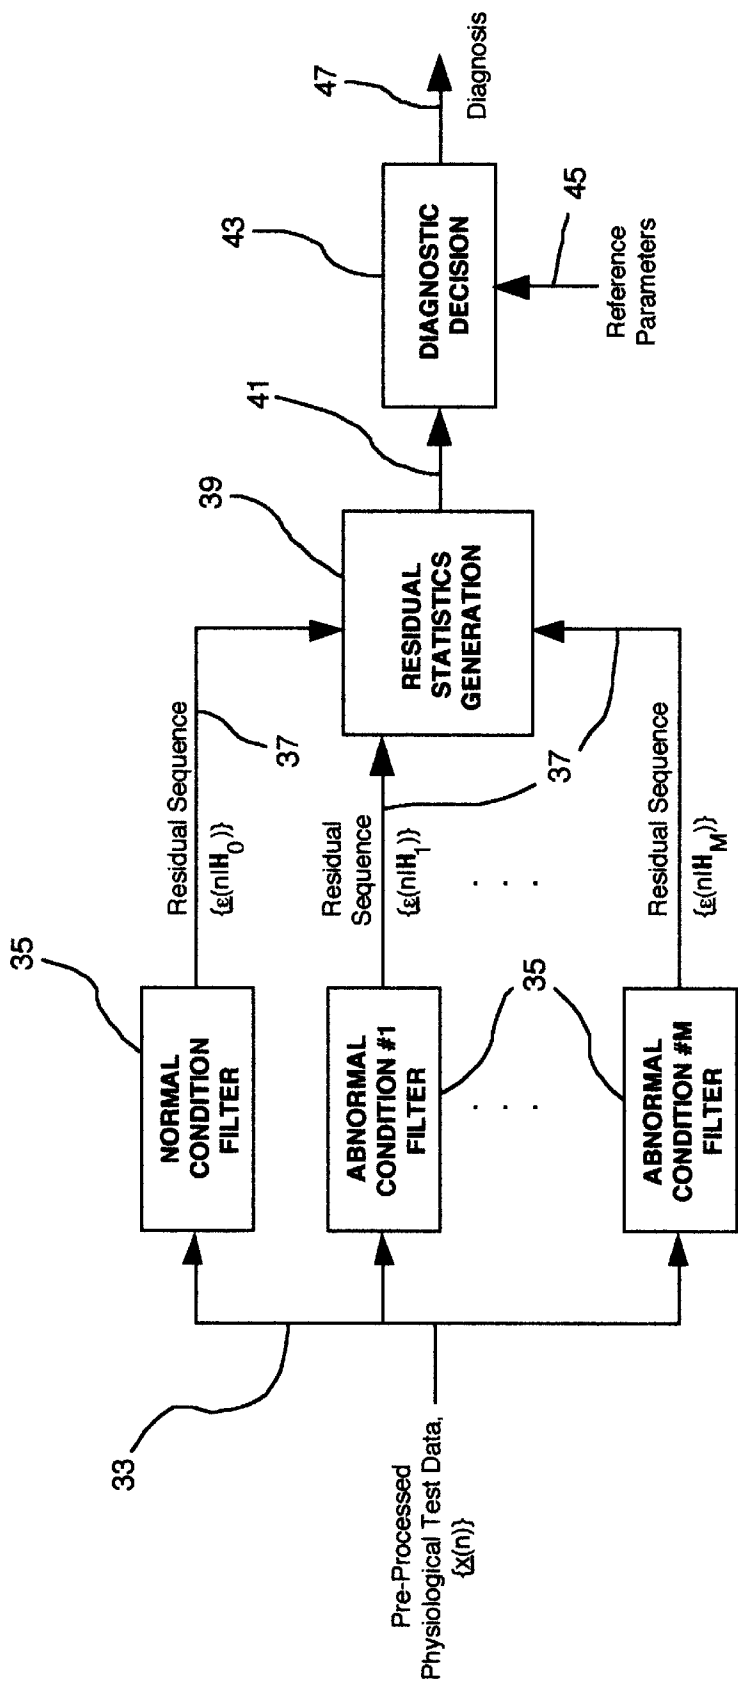 33
Pre-Processed
Physiological Test Data,
{x(n)}
35
NORMAL
CONDITION
FILTER
ABNORMAL
CONDITION #1
FILTER
. . .
35
ABNORMAL
CONDITION #M
FILTER
Residual Sequence
{ε(n|H0)}
37
Residual
Sequence
{ε(n|H1)}
. . .
37
Residual Sequence
{ε(n|HM)}
39
RESIDUAL
STATISTICS
GENERATION
41
43
DIAGNOSTIC
DECISION
45
Reference
Parameters
47
Diagnosis